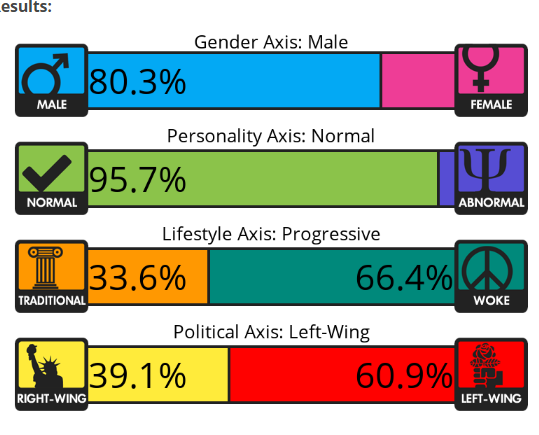 esults:
Gender Axis: Male
80.3%
MALE
FEMALE
Personality Axis: Normal
95.7%
NORMAL
ABNORMAL
Lifestyle Axis: Progressive
33.6% 66.4%
TRADITIONAL WOKE
Political Axis: Left-Wing
39.1% 60.9%
RIGHT-WING LEFT-WING